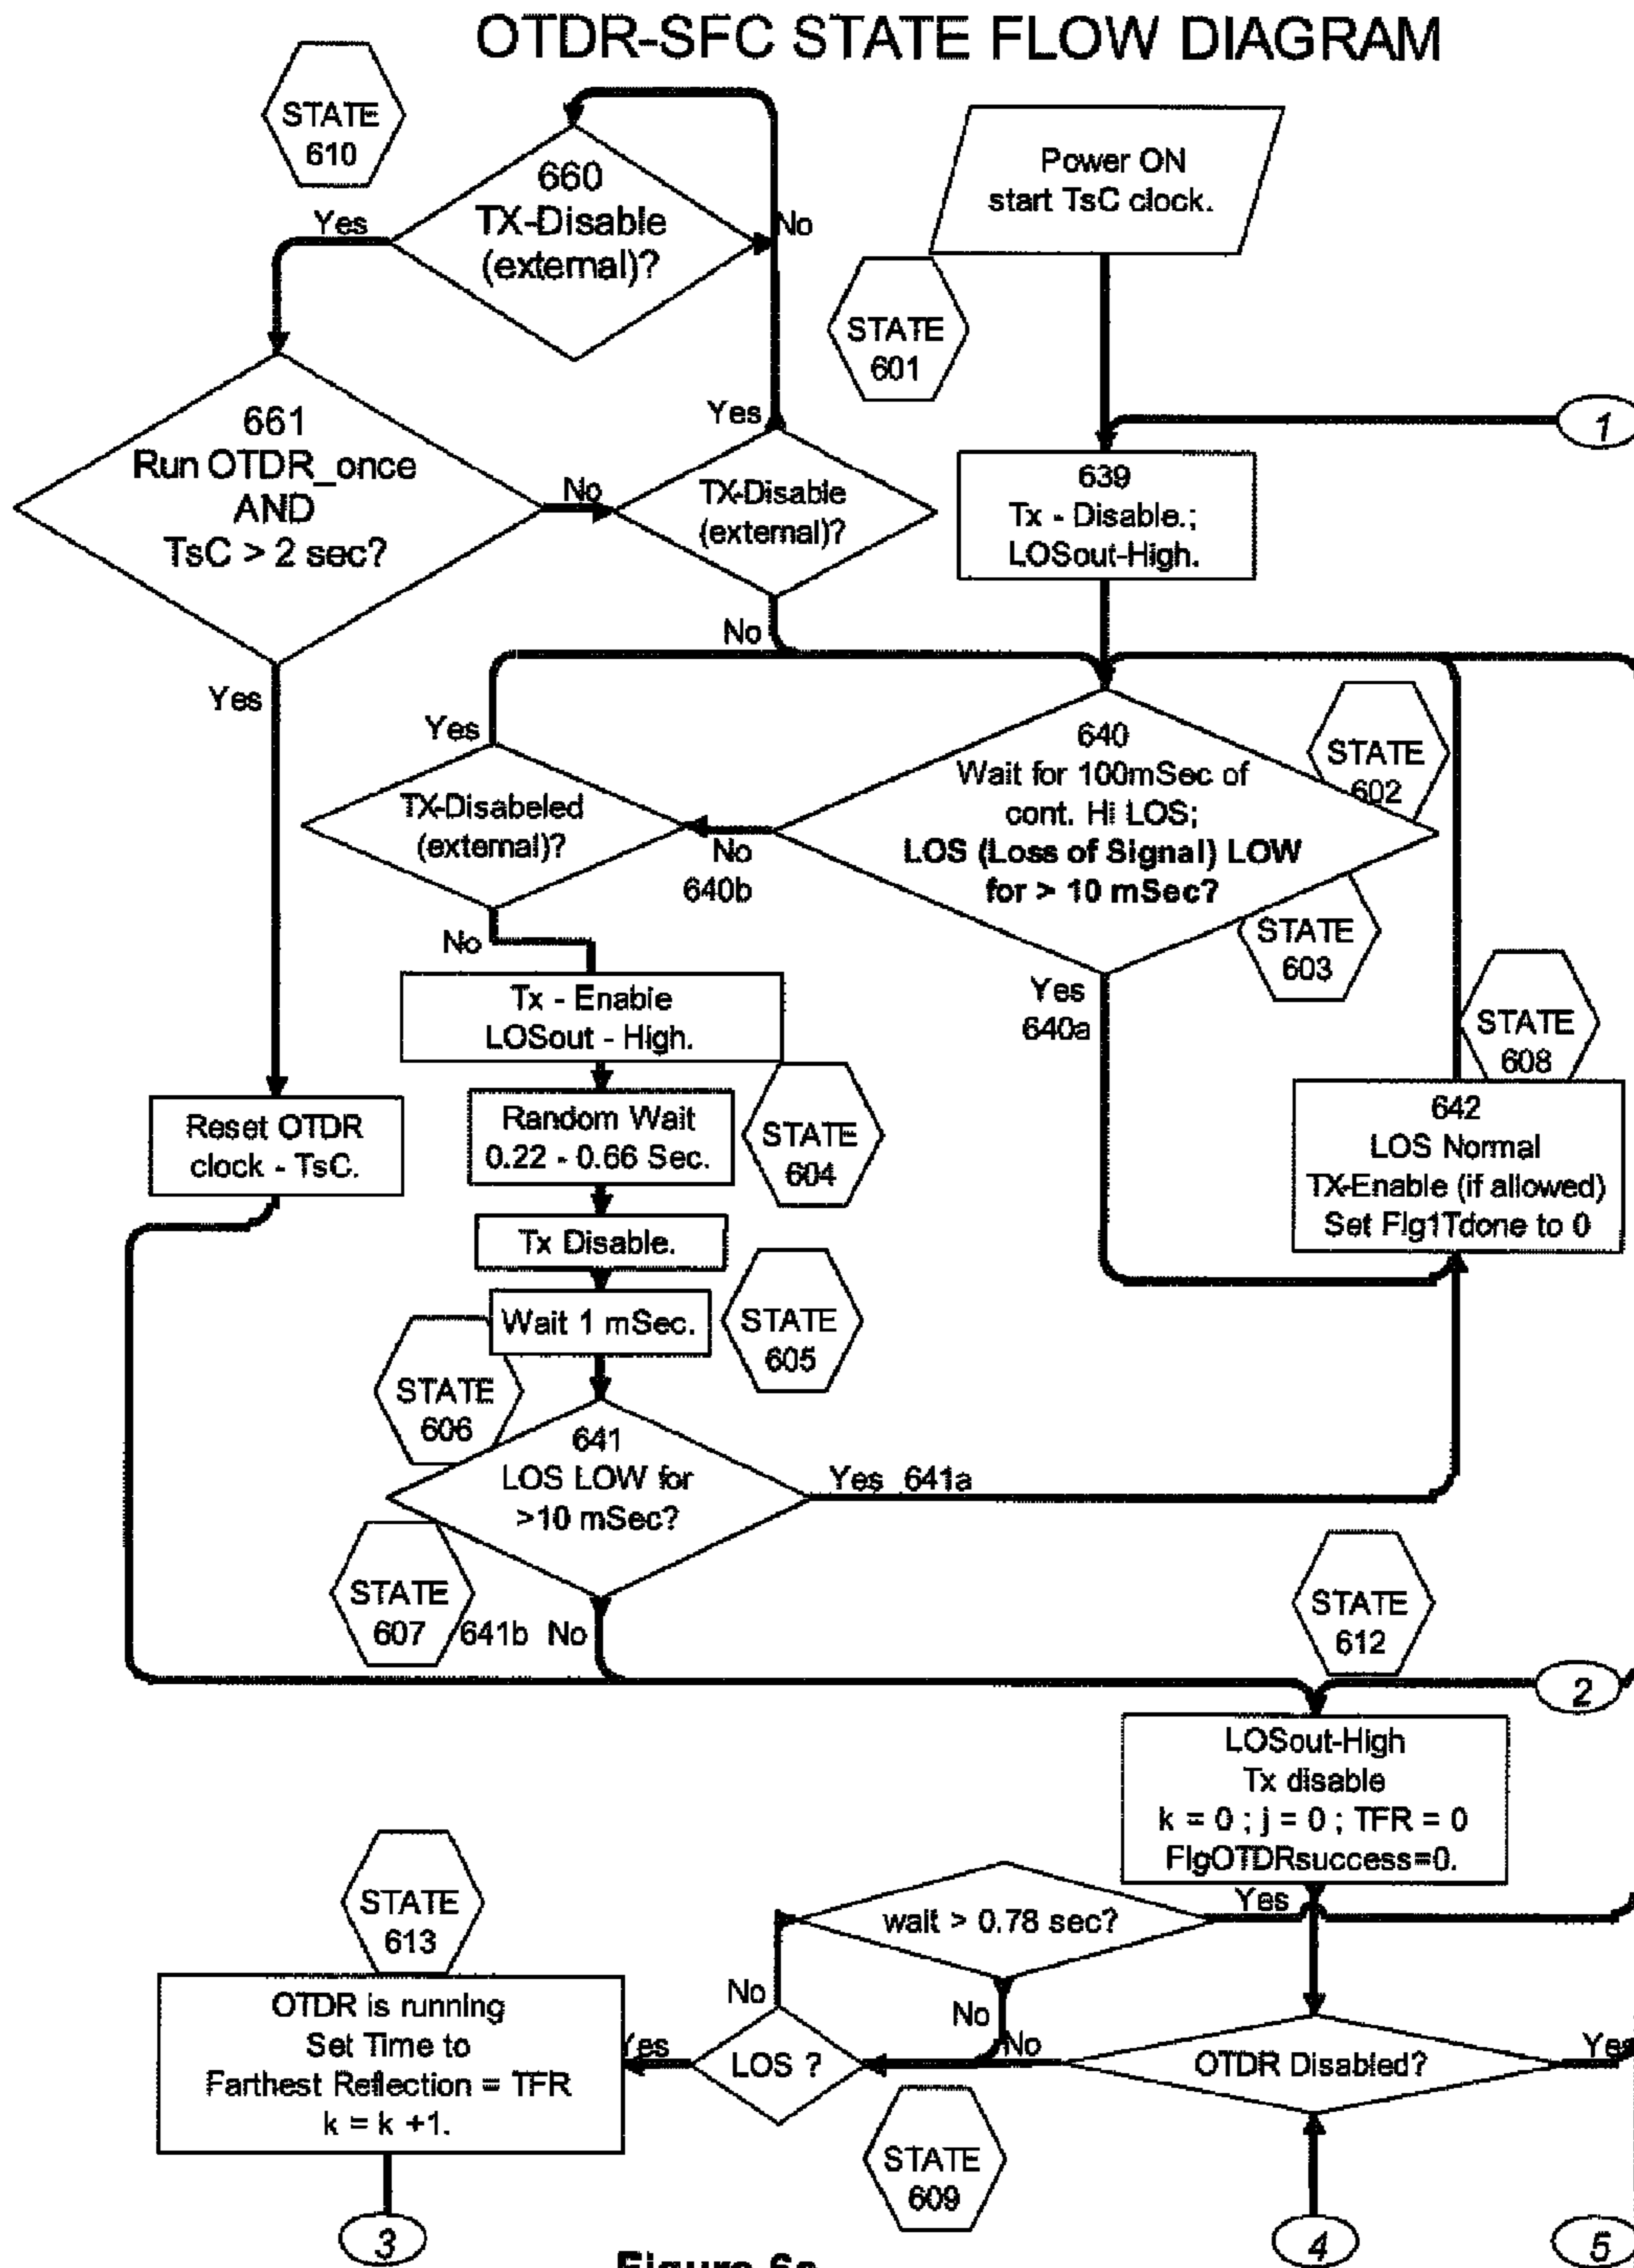 OTDR-SFC STATE FLOW DIAGRAM
STATE
610
660
TX-Disable
(external)?
Yes
No
Power ON
start TsC clock.
STATE
601
1
661
Run OTDR_once
AND
TsC > 2 sec?
No
Yes
TX-Disable
(external)?
No
639
Tx - Disable.;
LOSout-High.
Yes
Yes
TX-Disabeled
(external)?
No
640b
640
Wait for 100mSec of
cont. Hi LOS;
LOS (Loss of Signal) LOW
for > 10 mSec?
STATE
602
STATE
603
No
Yes
640a
Tx - Enable
LOSout - High.
STATE
608
Reset OTDR
clock - TsC.
Random Wait
0.22 - 0.66 Sec.
STATE
604
642
LOS Normal
TX-Enable (if allowed)
Set Flg1Tdone to 0
Tx Disable.
Wait 1 mSec.
STATE
605
STATE
606
641
LOS LOW for
>10 mSec?
Yes 641a
STATE
607
641b No
STATE
612
2
LOSout-High
Tx disable
k = 0 ; j = 0 ; TFR = 0
FlgOTDRsuccess=0.
STATE
613
wait > 0.78 sec?
Yes
No
No
OTDR is running
Set Time to
Farthest Reflection = TFR
k = k +1.
Yes
LOS ?
No
OTDR Disabled?
Yes
STATE
609
3
4
5